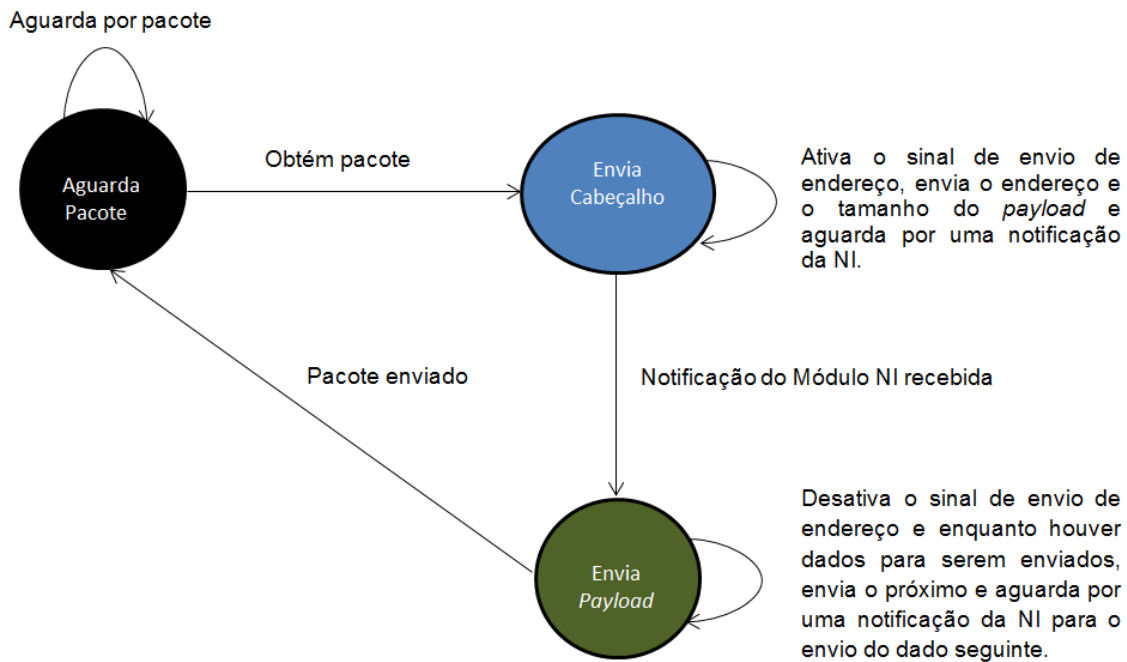 Aguarda por pacote
Aguarda
Pacote
Obtém pacote
Envia
Cabeçalho
Ativa o sinal de envio de
endereço, envia o endereço e
o tamanho do payload e
aguarda por uma notificação
da NI.
Pacote enviado
Notificação do Módulo NI recebida
Envia
Payload
Desativa o sinal de envio de
endereço e enquanto houver
dados para serem enviados,
envia o próximo e aguarda por
uma notificação da NI para o
envio do dado seguinte.